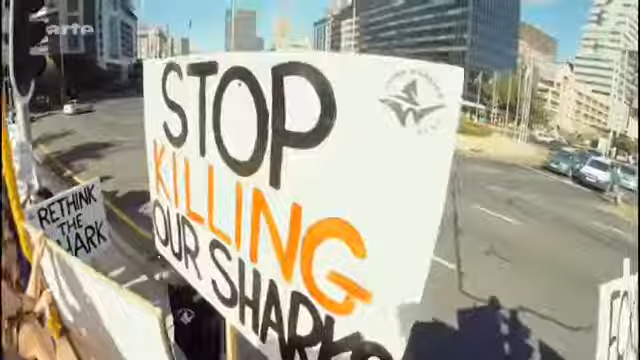 arte
STOP
KILLING
OUR SHARKS
RETHINK
THE
SHARK